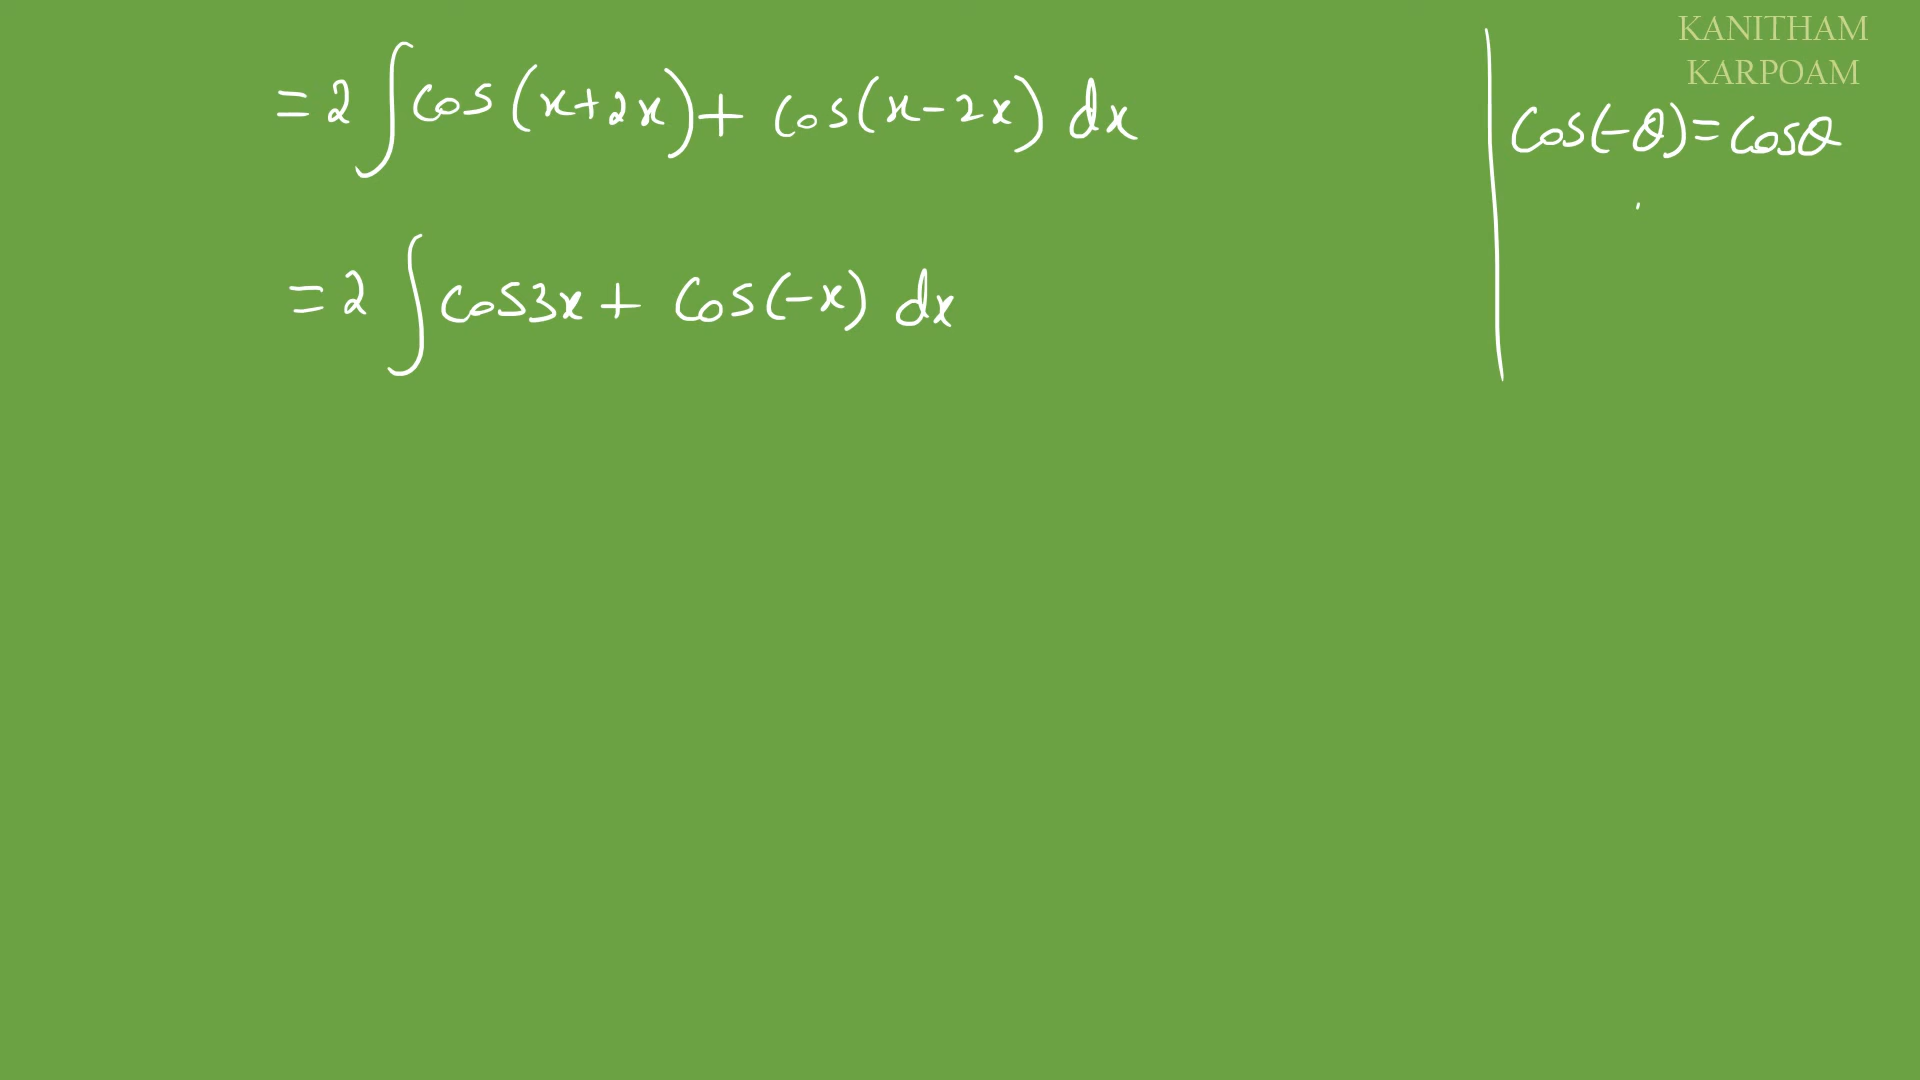 KANITHAM
KARPOAM
= 2 ∫ cos (x+2x) + cos(x-2x) dx
cos(-θ) = cosθ
= 2 ∫ cos3x + cos(-x) dx